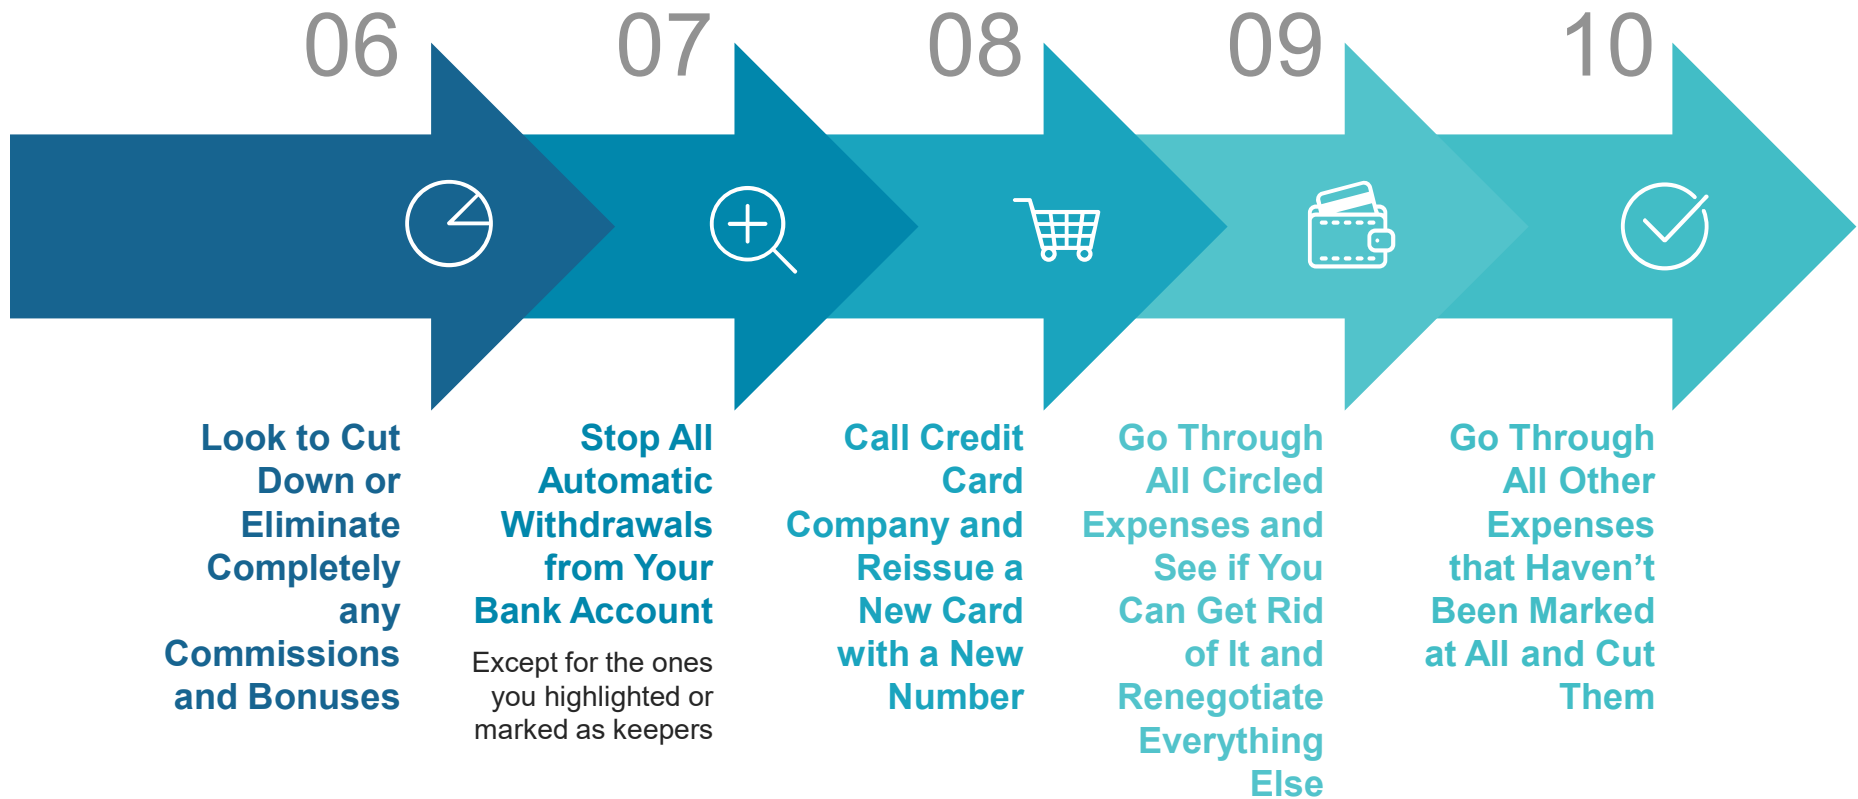 06
Look to Cut
Down or
Eliminate
Completely
any
Commissions
and Bonuses
07
Stop All
Automatic
Withdrawals
from Your
Bank Account
Except for the ones
you highlighted or
marked as keepers
08
Call Credit
Card
Company and
Reissue a
New Card
with a New
Number
09
Go Through
All Circled
Expenses and
See if You
Can Get Rid
of It and
Renegotiate
Everything
Else
10
Go Through
All Other
Expenses
that Haven’t
Been Marked
at All and Cut
Them